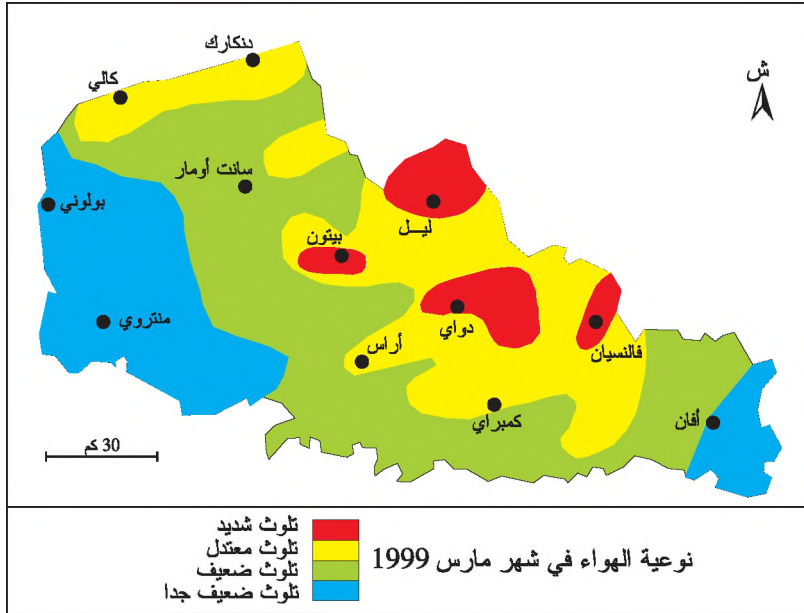 دنكارك
ش
كالي
سانت أومار
بولوني
ليـــل
بيتون
منتروي
دواي
فالنسيان
أراس
كمبراي
أفان
30 كم
نوعية الهواء في شهر مارس 1999
تلوث شديد
تلوث معتدل
تلوث ضعيف
تلوث ضعيف جدا